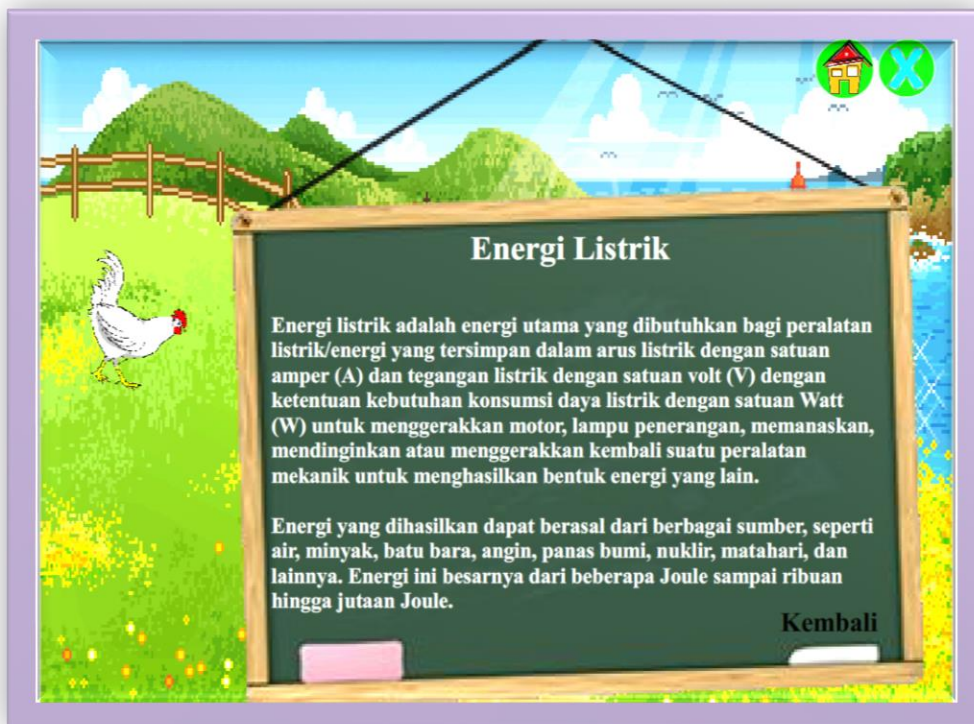 Energi Listrik
Energi listrik adalah energi utama yang dibutuhkan bagi peralatan
listrik/energi yang tersimpan dalam arus listrik dengan satuan
amper (A) dan tegangan listrik dengan satuan volt (V) dengan
ketentuan kebutuhan konsumsi daya listrik dengan satuan Watt
(W) untuk menggerakkan motor, lampu penerangan, memanaskan,
mendinginkan atau menggerakkan kembali suatu peralatan
mekanik untuk menghasilkan bentuk energi yang lain.
Energi yang dihasilkan dapat berasal dari berbagai sumber, seperti
air, minyak, batu bara, angin, panas bumi, nuklir, matahari, dan
lainnya. Energi ini besarnya dari beberapa Joule sampai ribuan
hingga jutaan Joule.
Kembali